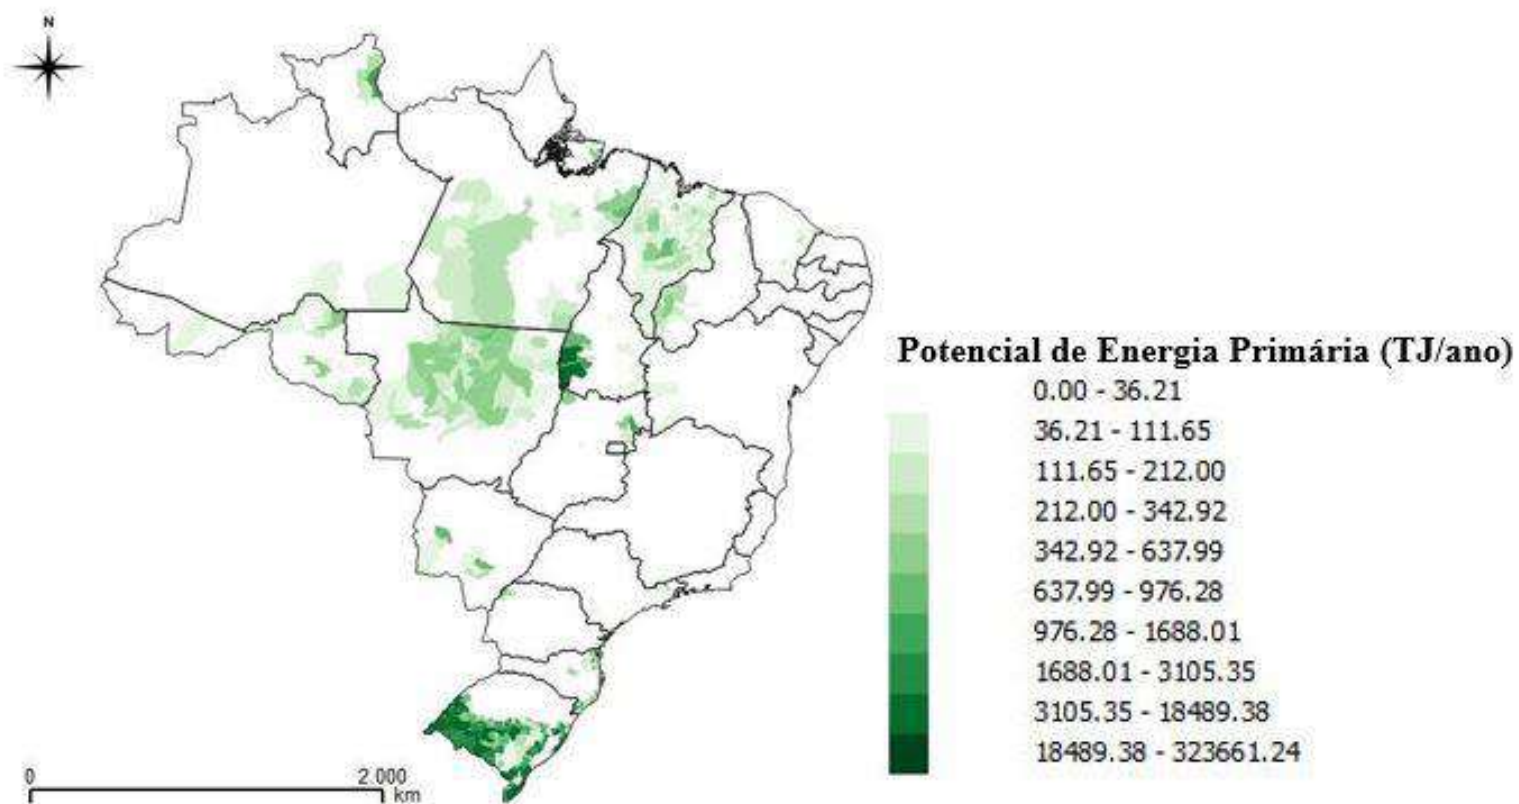 N
Potencial de Energia Primária (TJ/ano)
0.00 - 36.21
36.21 - 111.65
111.65 - 212.00
212.00 - 342.92
342.92 - 637.99
637.99 - 976.28
976.28 - 1688.01
1688.01 - 3105.35
3105.35 - 18489.38
18489.38 - 323661.24
0 2 000
km